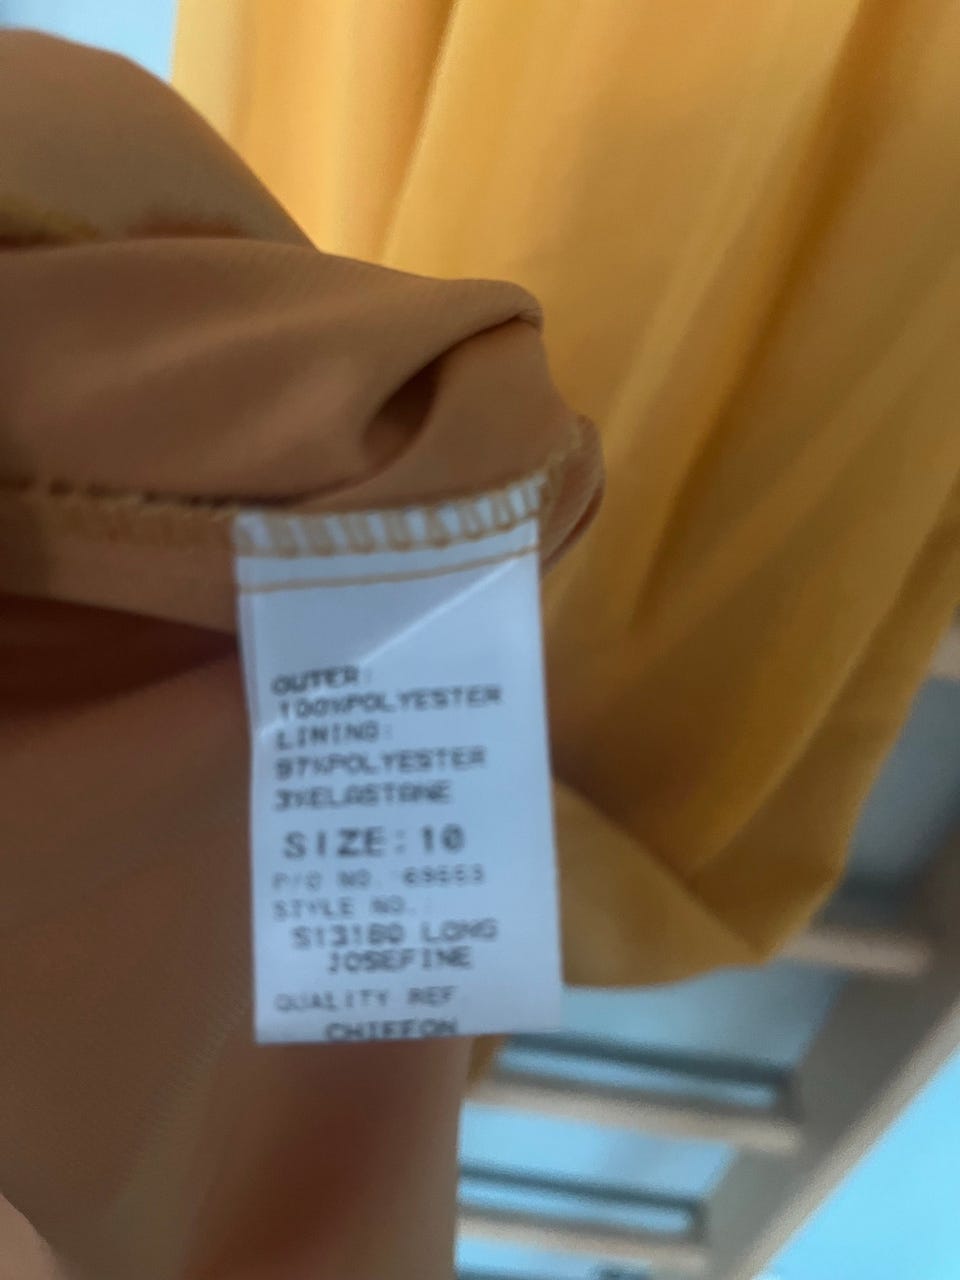 OUTER:
100%POLYESTER
LINING:
97%POLYESTER
3%ELASTANE
SIZE:10
P/O NO.
STYLE NO.:
S13180 LONG
JOSEFINE
QUALITY REF
CHIFFON